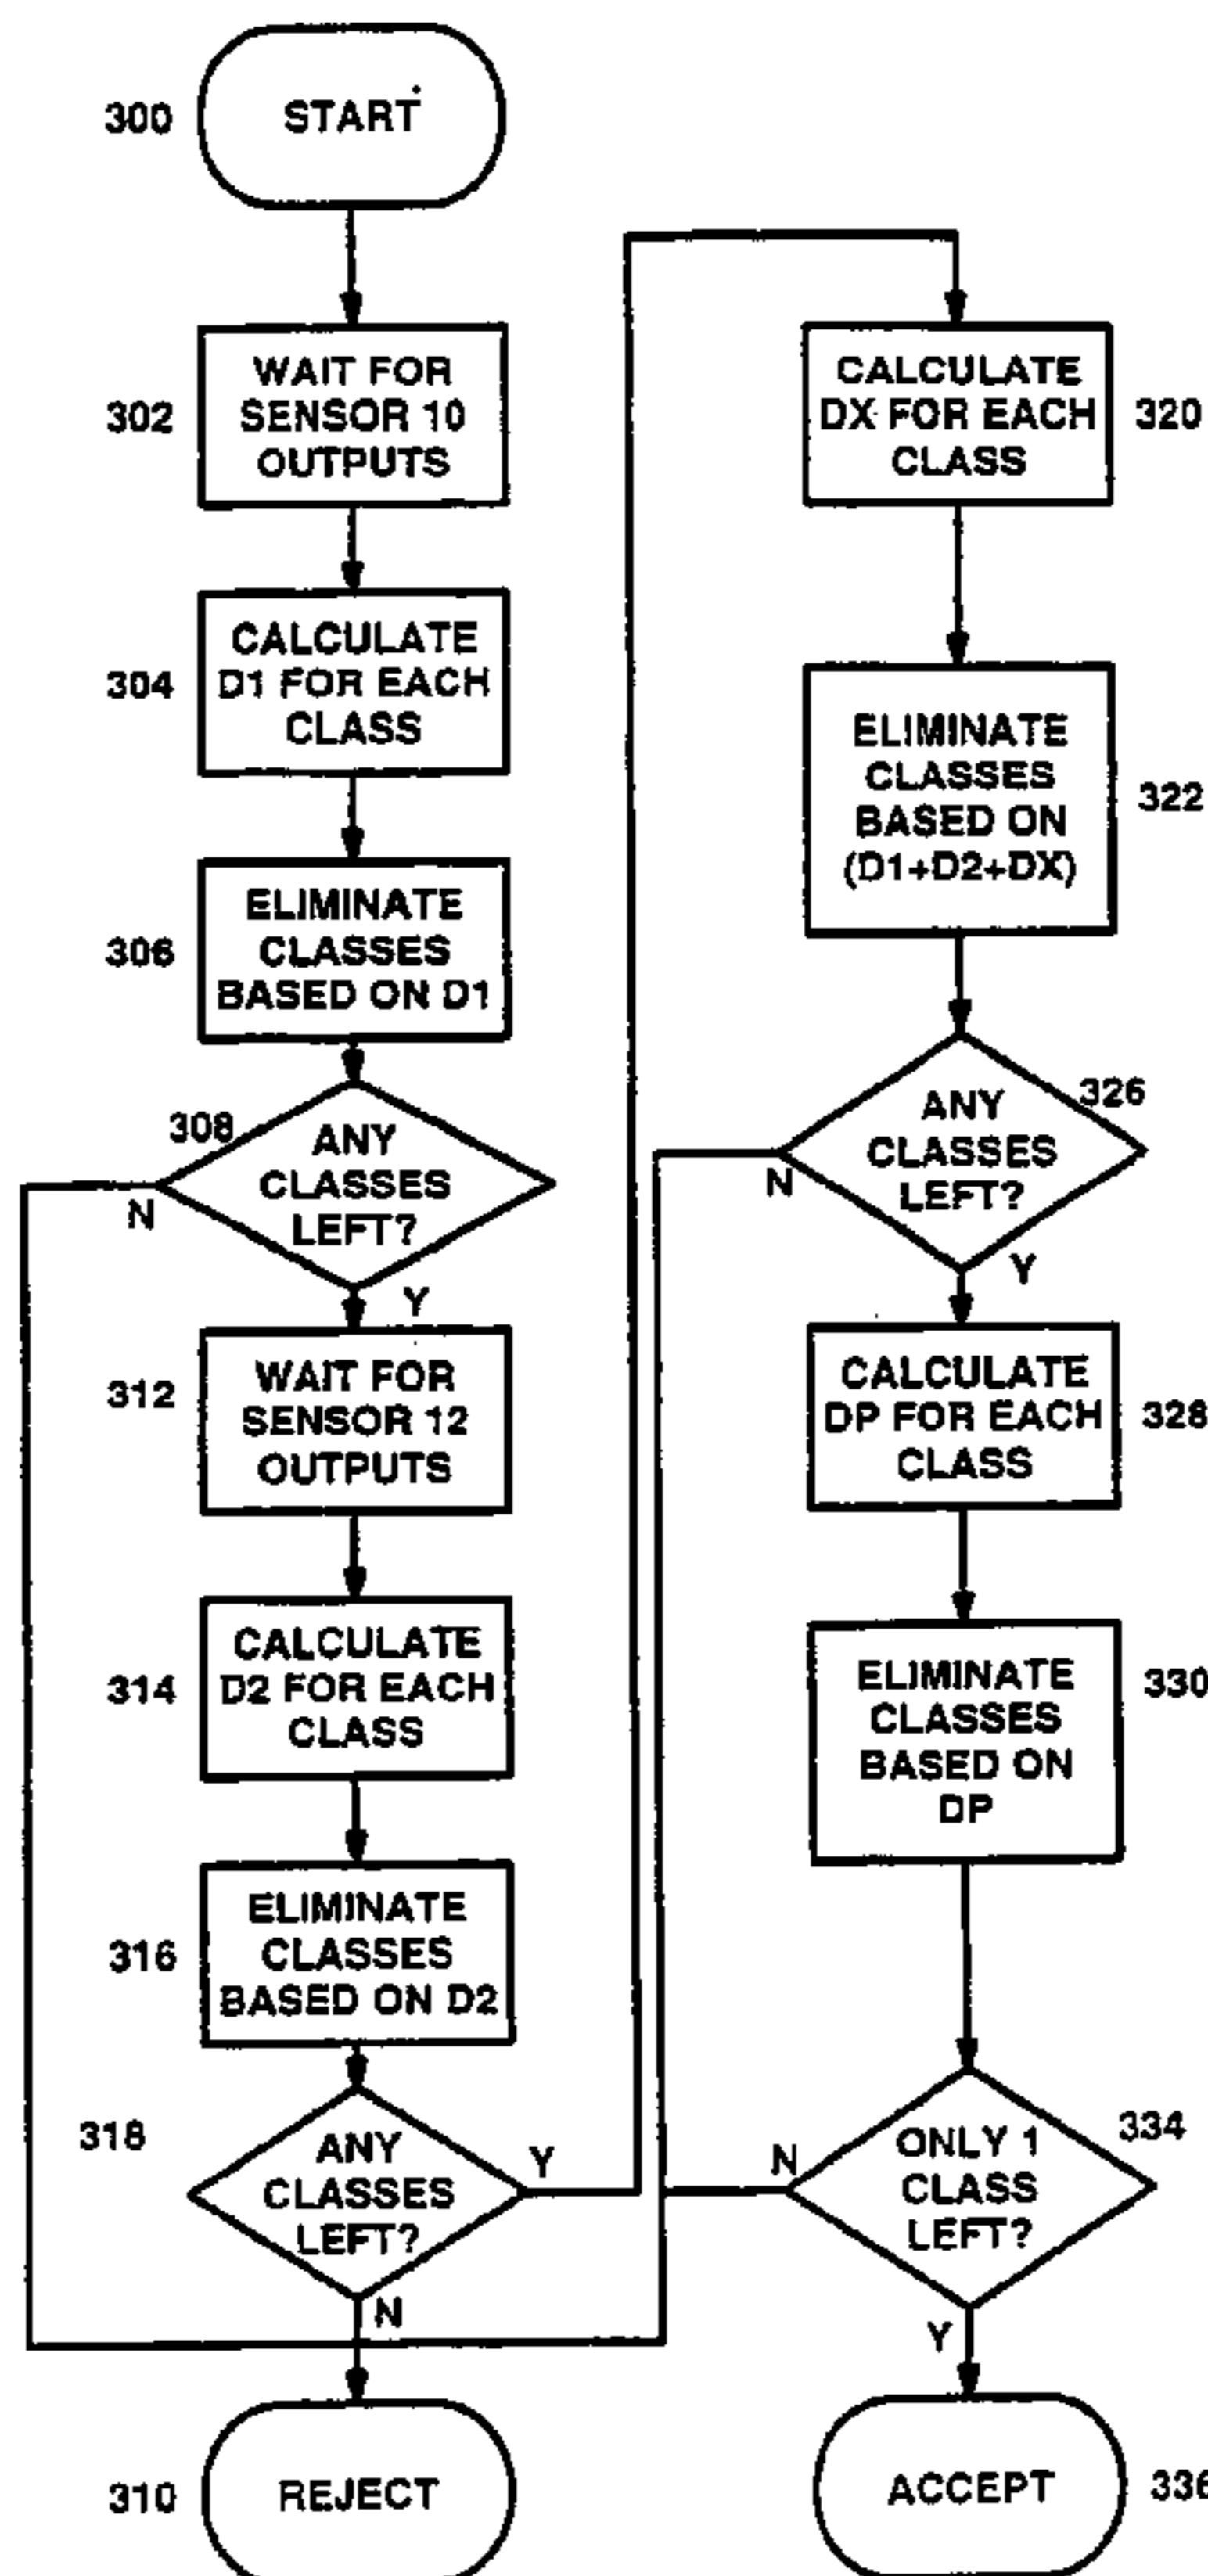 300
START
302
WAIT FOR
SENSOR 10
OUTPUTS
304
CALCULATE
D1 FOR EACH
CLASS
306
ELIMINATE
CLASSES
BASED ON D1
308
ANY
CLASSES
LEFT?
N
Y
312
WAIT FOR
SENSOR 12
OUTPUTS
314
CALCULATE
D2 FOR EACH
CLASS
316
ELIMINATE
CLASSES
BASED ON D2
318
ANY
CLASSES
LEFT?
Y
N
310
REJECT
CALCULATE
DX FOR EACH
CLASS
320
ELIMINATE
CLASSES
BASED ON
(D1+D2+DX)
322
ANY
CLASSES
LEFT?
326
N
Y
CALCULATE
DP FOR EACH
CLASS
328
ELIMINATE
CLASSES
BASED ON
DP
330
ONLY 1
CLASS
LEFT?
334
N
Y
ACCEPT
336